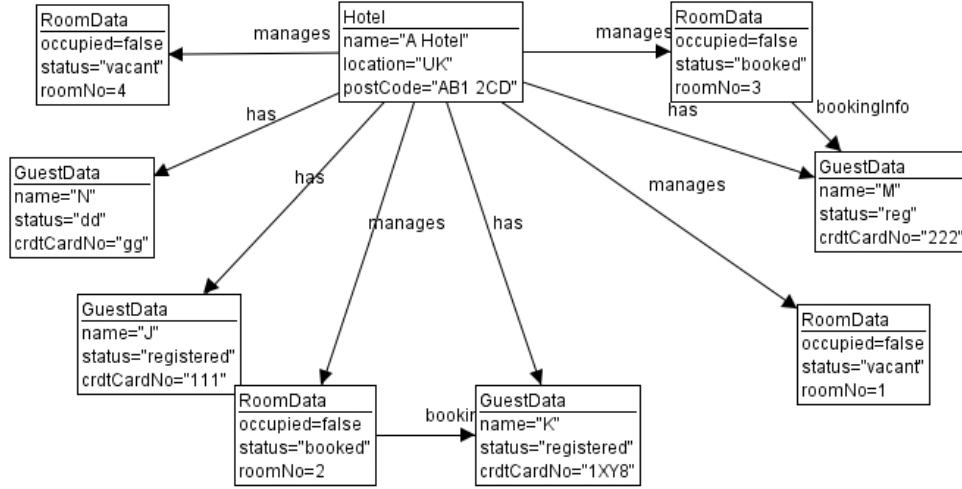 RoomData
occupied=false
status="vacant"
roomNo=4
manages
Hotel
name="A Hotel"
location="UK"
postCode="AB1 2CD"
manages
RoomData
occupied=false
status="booked"
roomNo=3
bookingInfo
has
has
GuestData
name="N"
status="dd"
crdtCardNo="gg"
has
manages
has
manages
GuestData
name="M"
status="reg"
crdtCardNo="222"
GuestData
name="J"
status="registered"
crdtCardNo="111"
RoomData
occupied=false
status="booked"
roomNo=2
GuestData
name="K"
status="registered"
crdtCardNo="1XY8"
RoomData
occupied=false
status="vacant"
roomNo=1